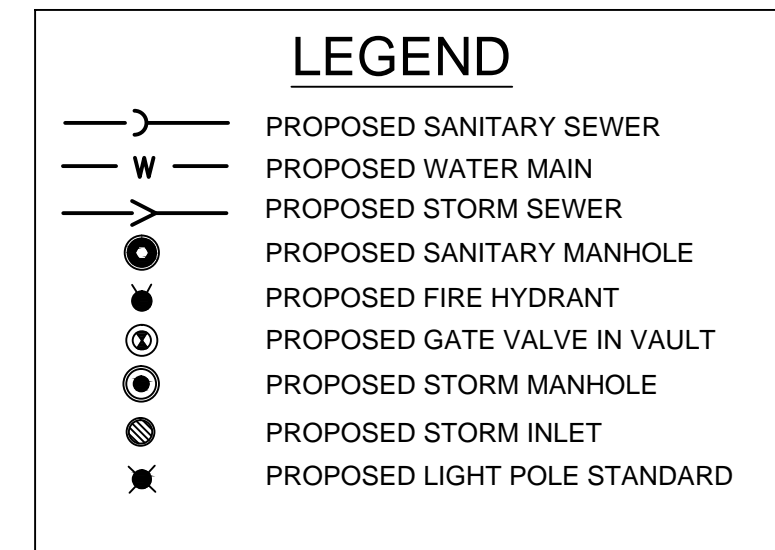 LEGEND
PROPOSED SANITARY SEWER
W PROPOSED WATER MAIN
PROPOSED STORM SEWER
PROPOSED SANITARY MANHOLE
PROPOSED FIRE HYDRANT
PROPOSED GATE VALVE IN VAULT
PROPOSED STORM MANHOLE
PROPOSED STORM INLET
PROPOSED LIGHT POLE STANDARD